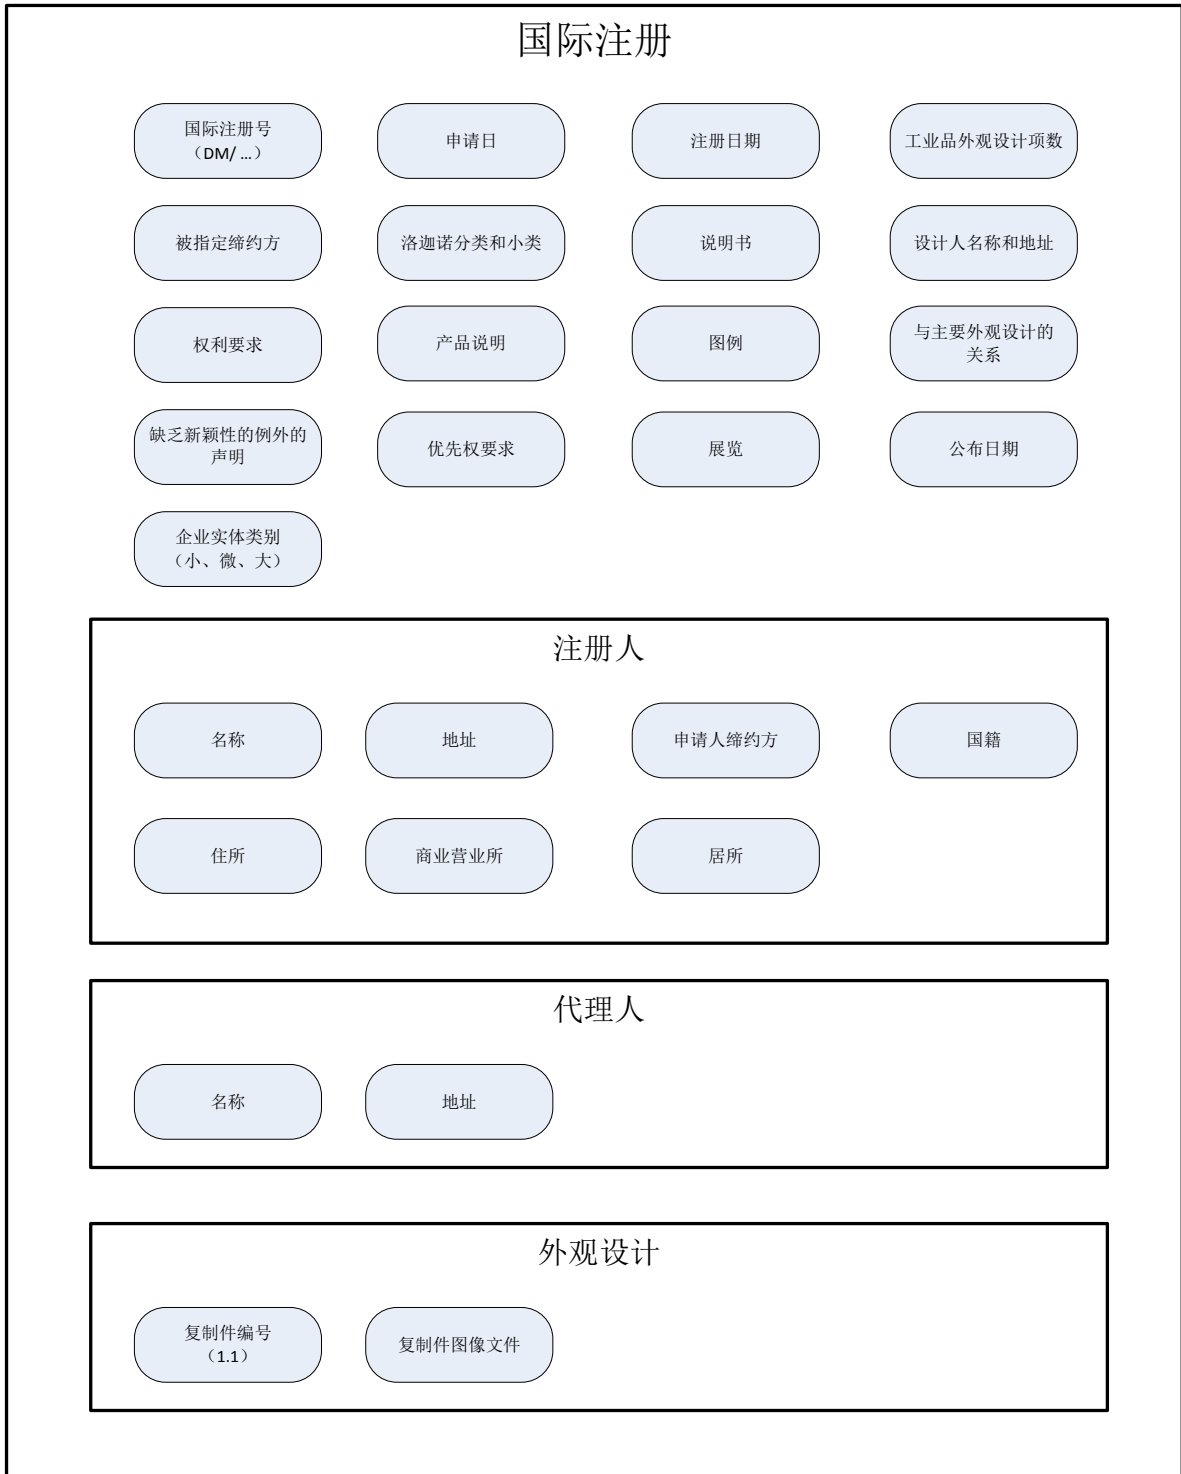 国际注册
国际注册号
（DM/ …）
申请日
注册日期
工业品外观设计项数
被指定缔约方
洛迦诺分类和小类
说明书
设计人名称和地址
权利要求
产品说明
图例
与主要外观设计的
关系
缺乏新颖性的例外的
声明
优先权要求
展览
公布日期
企业实体类别
（小、微、大）
注册人
名称
地址
申请人缔约方
国籍
住所
商业营业所
居所
代理人
名称
地址
外观设计
复制件编号
（1.1）
复制件图像文件